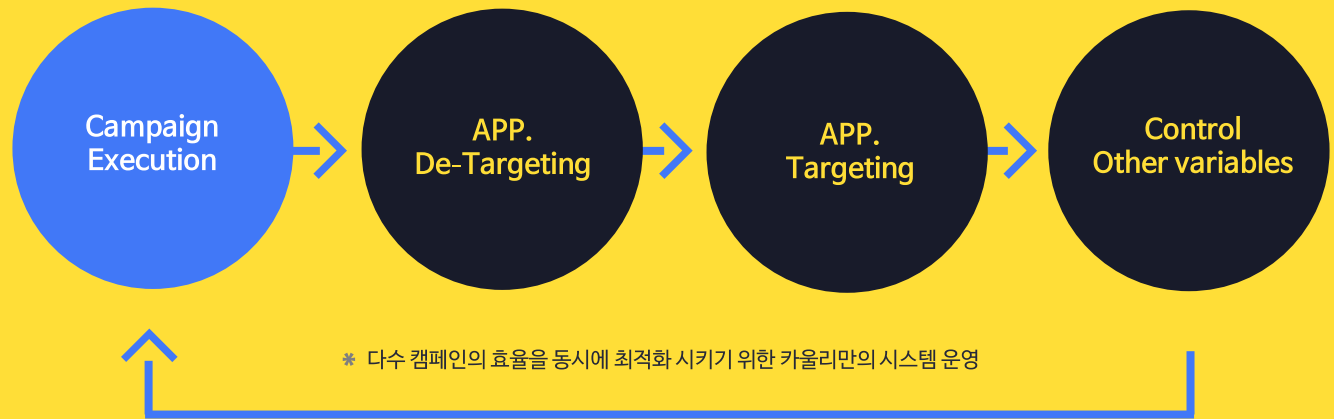 Campaign
Execution
APP.
De-Targeting
APP.
Targeting
Control
Other variables
* 다수 캠페인의 효율을 동시에 최적화 시키기 위한 카울리만의 시스템 운영